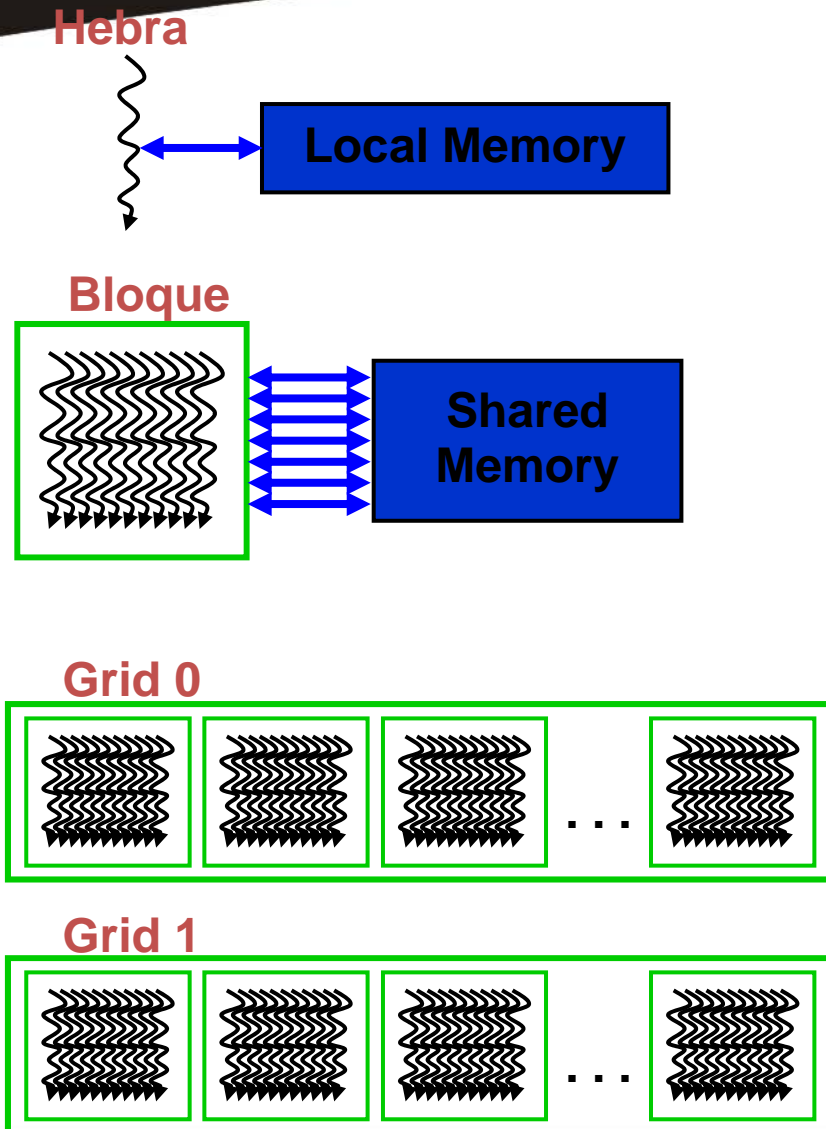 Hebra
Local Memory
Bloque
Shared
Memory
Grid 0
. . .
Grid 1
. . .